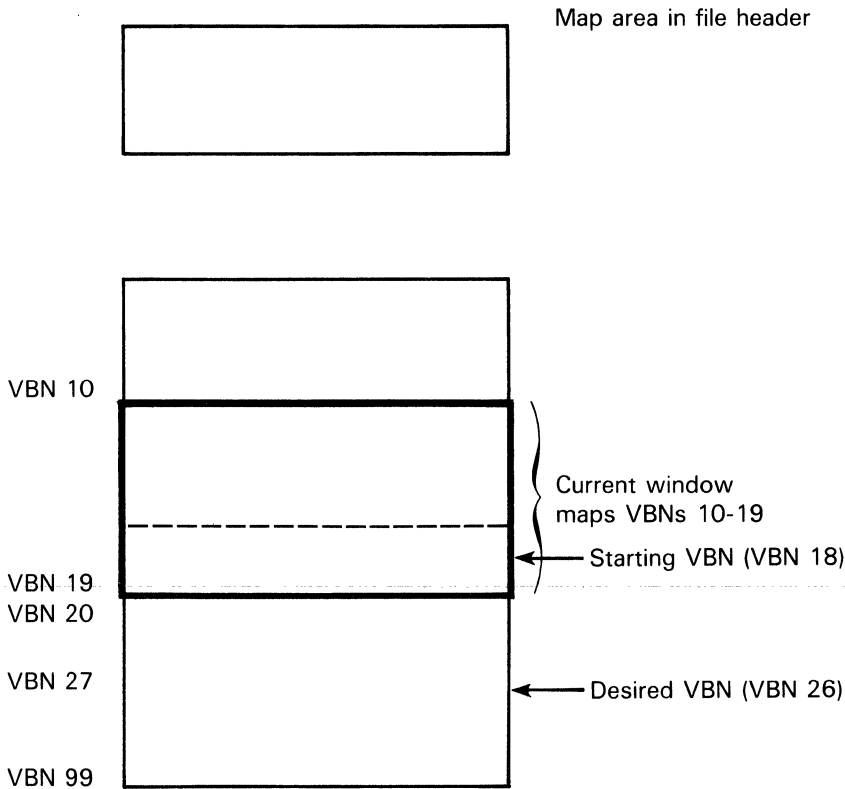 Map area in file header
VBN 10
Current window
maps VBNs 10-19
Starting VBN (VBN 18)
VBN 19
VBN 20
VBN 27
Desired VBN (VBN 26)
VBN 99